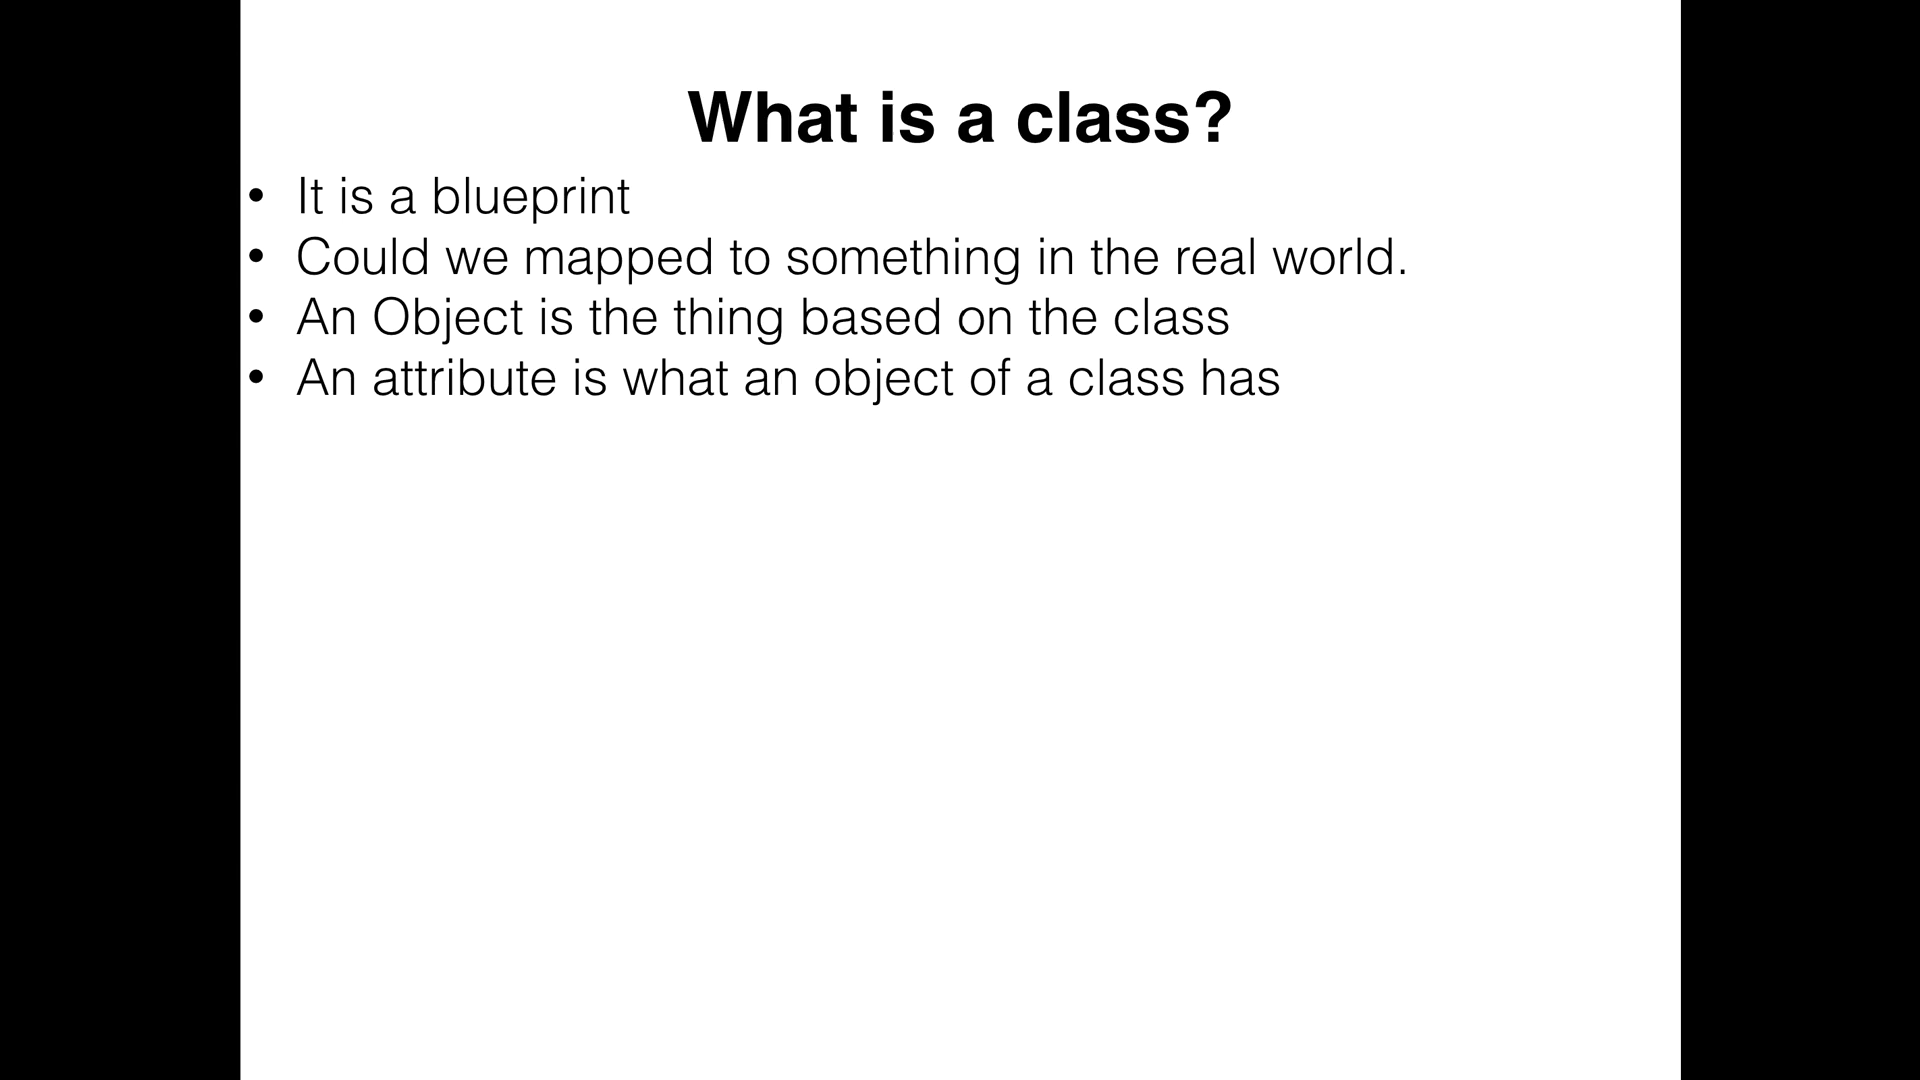 What is a class?
• It is a blueprint
• Could we mapped to something in the real world.
• An Object is the thing based on the class
• An attribute is what an object of a class has